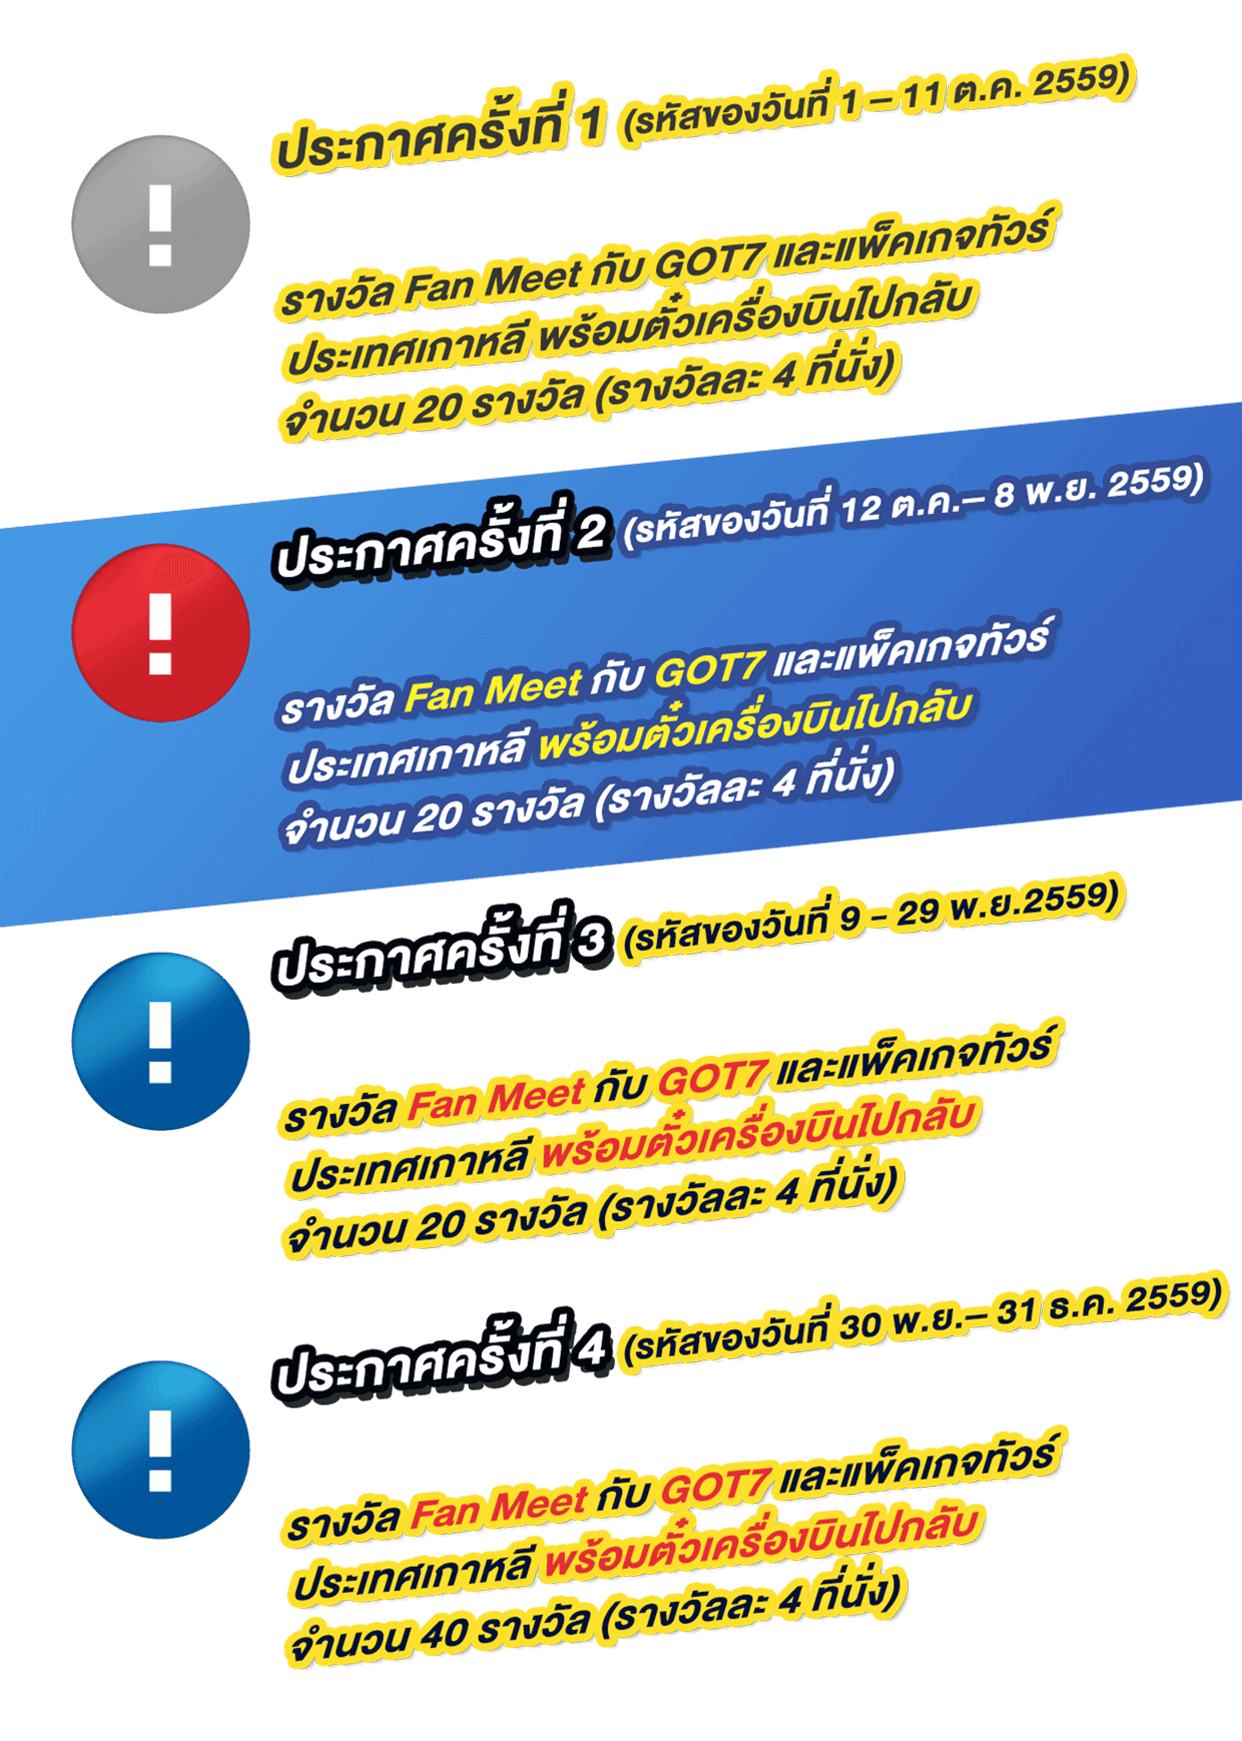 ประกาศครั้งที่ 1 (รหัสของวันที่ 1 – 11 ต.ค. 2559)
รางวัล Fan Meet กับ GOT7 และแพ็คเกจทัวร์
ประเทศเกาหลี พร้อมตั๋วเครื่องบินไปกลับ
จำนวน 20 รางวัล (รางวัลละ 4 ที่นั่ง)
ประกาศครั้งที่ 2 (รหัสของวันที่ 12 ต.ค.– 8 พ.ย. 2559)
รางวัล Fan Meet กับ GOT7 และแพ็คเกจทัวร์
ประเทศเกาหลี พร้อมตั๋วเครื่องบินไปกลับ
จำนวน 20 รางวัล (รางวัลละ 4 ที่นั่ง)
ประกาศครั้งที่ 3 (รหัสของวันที่ 9 - 29 พ.ย.2559)
รางวัล Fan Meet กับ GOT7 และแพ็คเกจทัวร์
ประเทศเกาหลี พร้อมตั๋วเครื่องบินไปกลับ
จำนวน 20 รางวัล (รางวัลละ 4 ที่นั่ง)
ประกาศครั้งที่ 4 (รหัสของวันที่ 30 พ.ย.– 31 ธ.ค. 2559)
รางวัล Fan Meet กับ GOT7 และแพ็คเกจทัวร์
ประเทศเกาหลี พร้อมตั๋วเครื่องบินไปกลับ
จำนวน 40 รางวัล (รางวัลละ 4 ที่นั่ง)